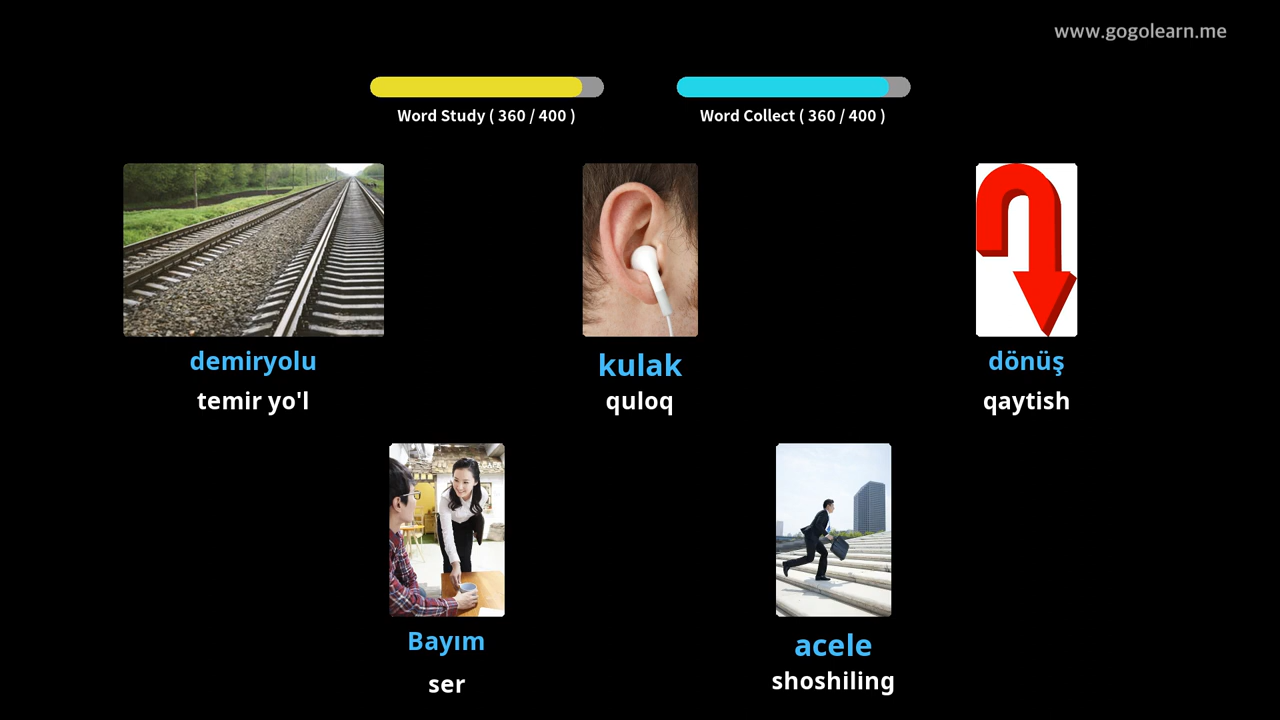 www.gogolearn.me
Word Study ( 360 / 400 )
Word Collect ( 360 / 400 )
demiryolu
temir yo'l
kulak
quloq
dönüş
qaytish
Bayım
ser
acele
shoshiling